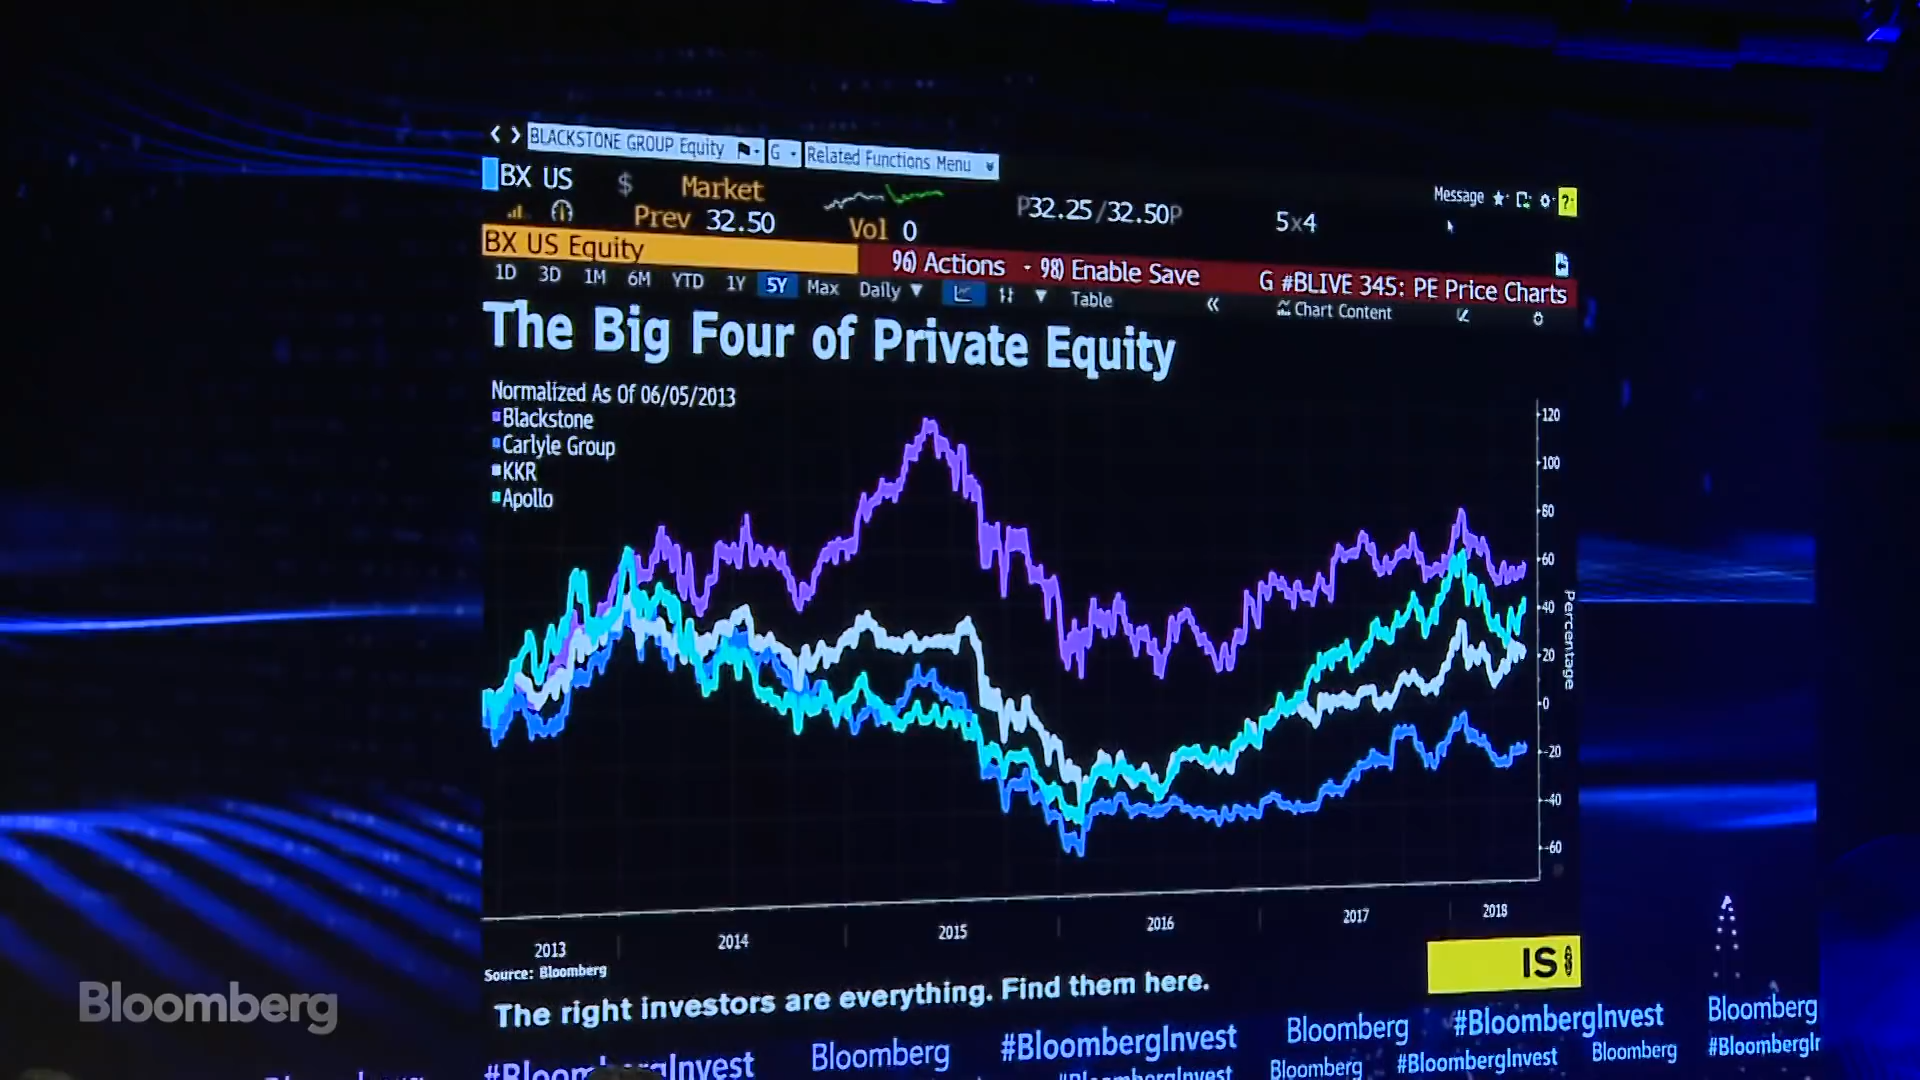 BLACKSTONE GROUP Equity G Related Functions Menu
BX US $ Market P32.25/32.50P 5x4 Message ?
Prev 32.50 Vol 0
BX US Equity 96) Actions 98) Enable Save G #BLIVE 345: PE Price Charts
1D 3D 1M 6M YTD 1Y 5Y Max Daily Table « Chart Content
The Big Four of Private Equity
Normalized As Of 06/05/2013
Blackstone
Carlyle Group
KKR
Apollo
120
100
80
60
40
20
0
-20
-40
-60
Percentage
2013 2014 2015 2016 2017 2018
Source: Bloomberg
IS
The right investors are everything. Find them here.
Bloomberg
#BloombergInvest Bloomberg #BloombergInvest Bloomberg #BloombergInvest Bloomberg
#BloombergInvest Bloomberg #BloombergInvest Bloomberg #BloombergIn